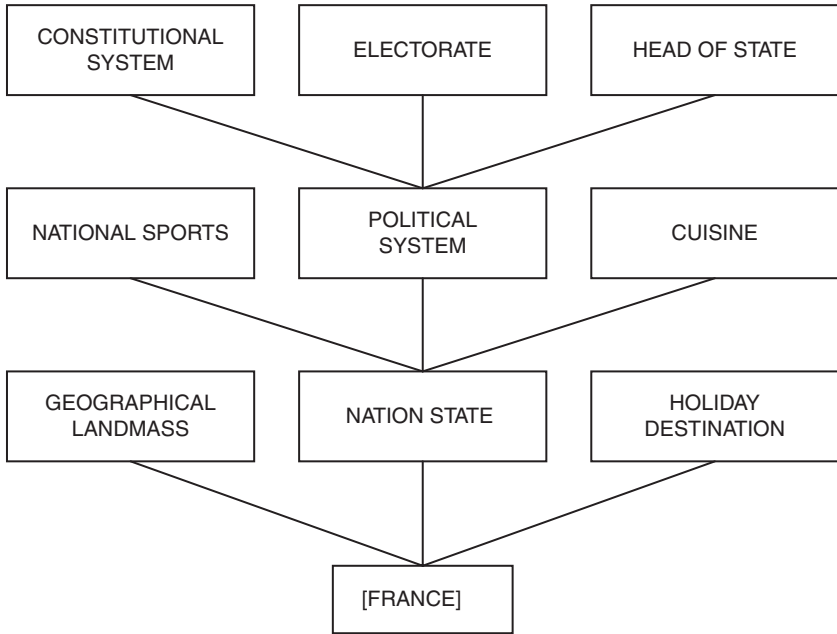 CONSTITUTIONAL
SYSTEM
ELECTORATE
HEAD OF STATE
NATIONAL SPORTS
POLITICAL
SYSTEM
CUISINE
GEOGRAPHICAL
LANDMASS
NATION STATE
HOLIDAY
DESTINATION
[FRANCE]